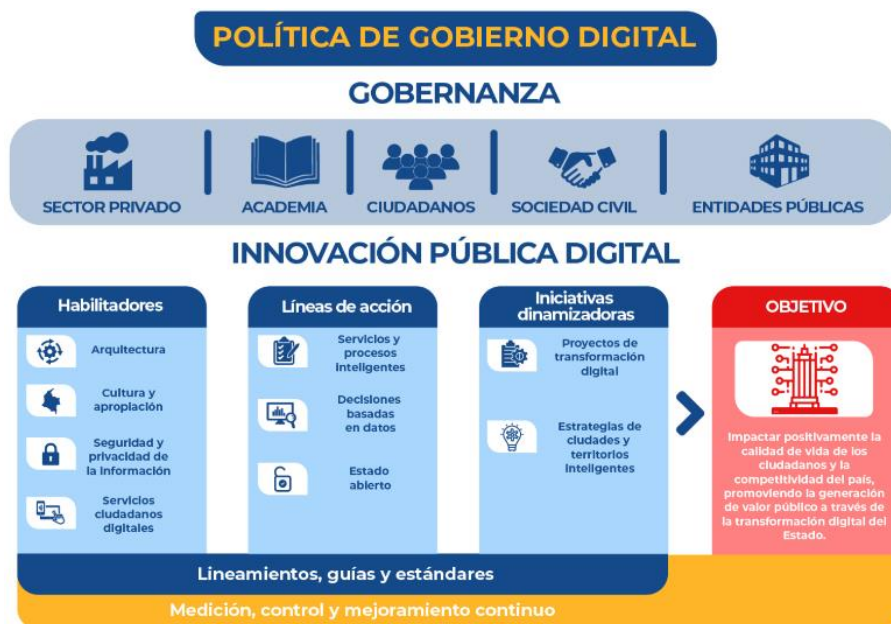 POLÍTICA DE GOBIERNO DIGITAL
GOBERNANZA
SECTOR PRIVADO
ACADEMIA
CIUDADANOS
SOCIEDAD CIVIL
ENTIDADES PÚBLICAS
INNOVACIÓN PÚBLICA DIGITAL
Habilitadores
Arquitectura
Cultura y
apropiación
Seguridad y
privacidad de
la información
Servicios
ciudadanos
digitales
Líneas de acción
Servicios y
procesos
inteligentes
Decisiones
basadas
en datos
Estado
abierto
Iniciativas
dinamizadoras
Proyectos de
transformación
digital
Estrategias de
ciudades y
territorios
inteligentes
OBJETIVO
Impactar positivamente la
calidad de vida de los
ciudadanos y la
competitividad del país,
promoviendo la generación
de valor público a través de
la transformación digital del
Estado.
Lineamientos, guías y estándares
Medición, control y mejoramiento continuo